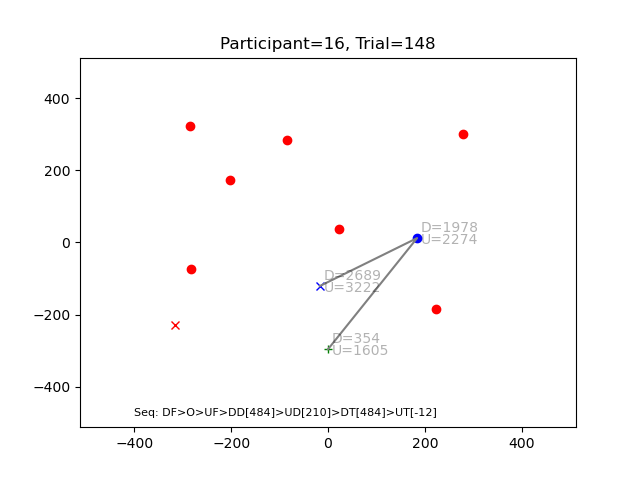 Participant=16, Trial=148
400
200
0
−200
−400
D=1978
U=2274
D=2689
U=3222
D=354
U=1605
Seq: DF>O>UF>DD[484]>UD[210]>DT[484]>UT[-12]
−400
−200
0
200
400